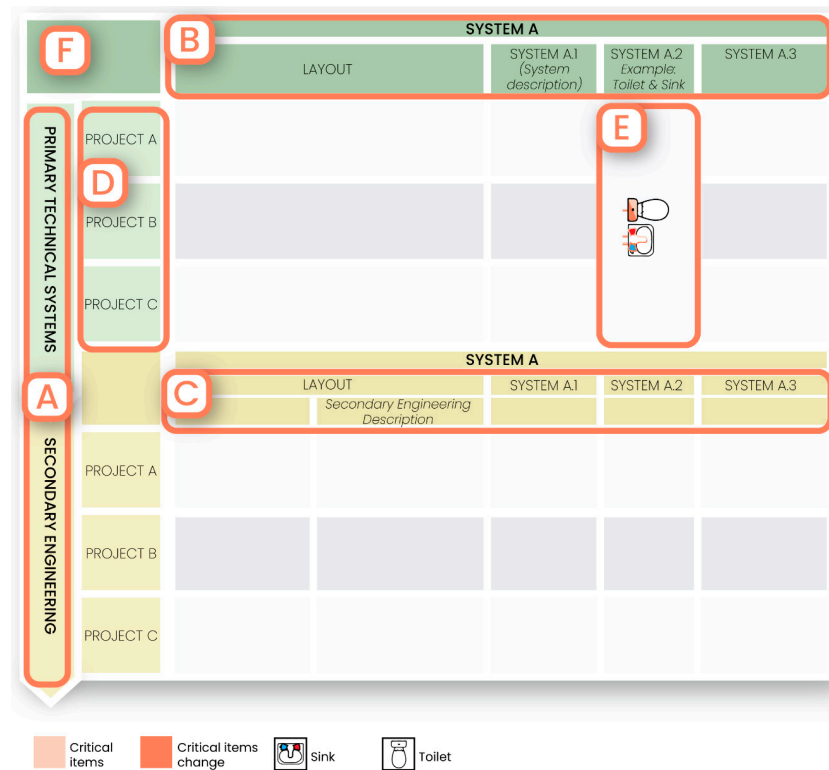 SYSTEM A
F
B
LAYOUT
SYSTEM A.1
(System
description)
SYSTEM A.2
Example:
Toilet & Sink
SYSTEM A.3
PRIMARY TECHNICAL SYSTEMS
PROJECT A
E
D
PROJECT B
PROJECT C
SYSTEM A
A
C
LAYOUT
SYSTEM A.1
SYSTEM A.2
SYSTEM A.3
Secondary Engineering
Description
SECONDARY ENGINEERING
PROJECT A
PROJECT B
PROJECT C
Critical
items
Critical items
change
Sink
Toilet